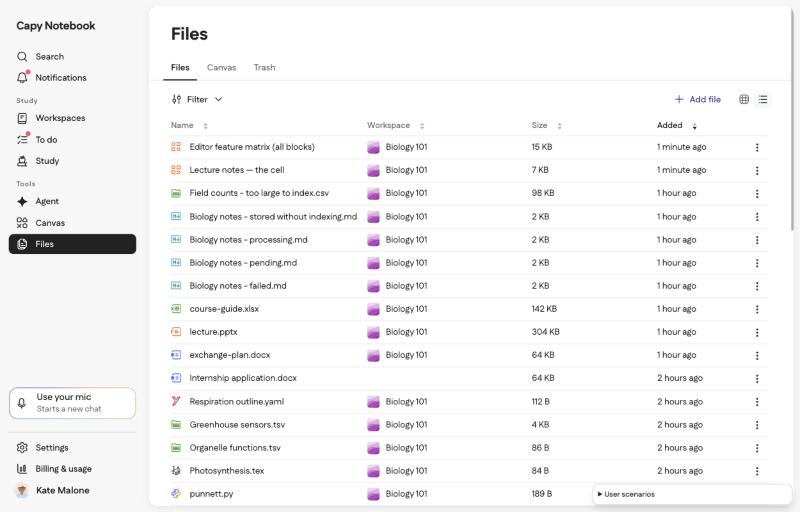 Capy Notebook
Search
Notifications
Study
Workspaces
To do
Study
Tools
Agent
Canvas
Files
Use your mic
Starts a new chat
Settings
Billing & usage
Kate Malone
Files
Files Canvas Trash
Filter + Add file
Name Workspace Size Added
Editor feature matrix (all blocks) Biology 101 15 KB 1 minute ago
Lecture notes — the cell Biology 101 7 KB 1 minute ago
Field counts - too large to index.csv Biology 101 98 KB 1 hour ago
Biology notes - stored without indexing.md Biology 101 2 KB 1 hour ago
Biology notes - processing.md Biology 101 2 KB 1 hour ago
Biology notes - pending.md Biology 101 2 KB 1 hour ago
Biology notes - failed.md Biology 101 2 KB 1 hour ago
course-guide.xlsx Biology 101 142 KB 1 hour ago
lecture.pptx Biology 101 304 KB 1 hour ago
exchange-plan.docx Biology 101 64 KB 1 hour ago
Internship application.docx 64 KB 2 hours ago
Respiration outline.yaml Biology 101 112 B 2 hours ago
Greenhouse sensors.tsv Biology 101 4 KB 2 hours ago
Organelle functions.tsv Biology 101 86 B 2 hours ago
Photosynthesis.tex Biology 101 84 B 2 hours ago
punnett.py Biology 101 189 B
User scenarios